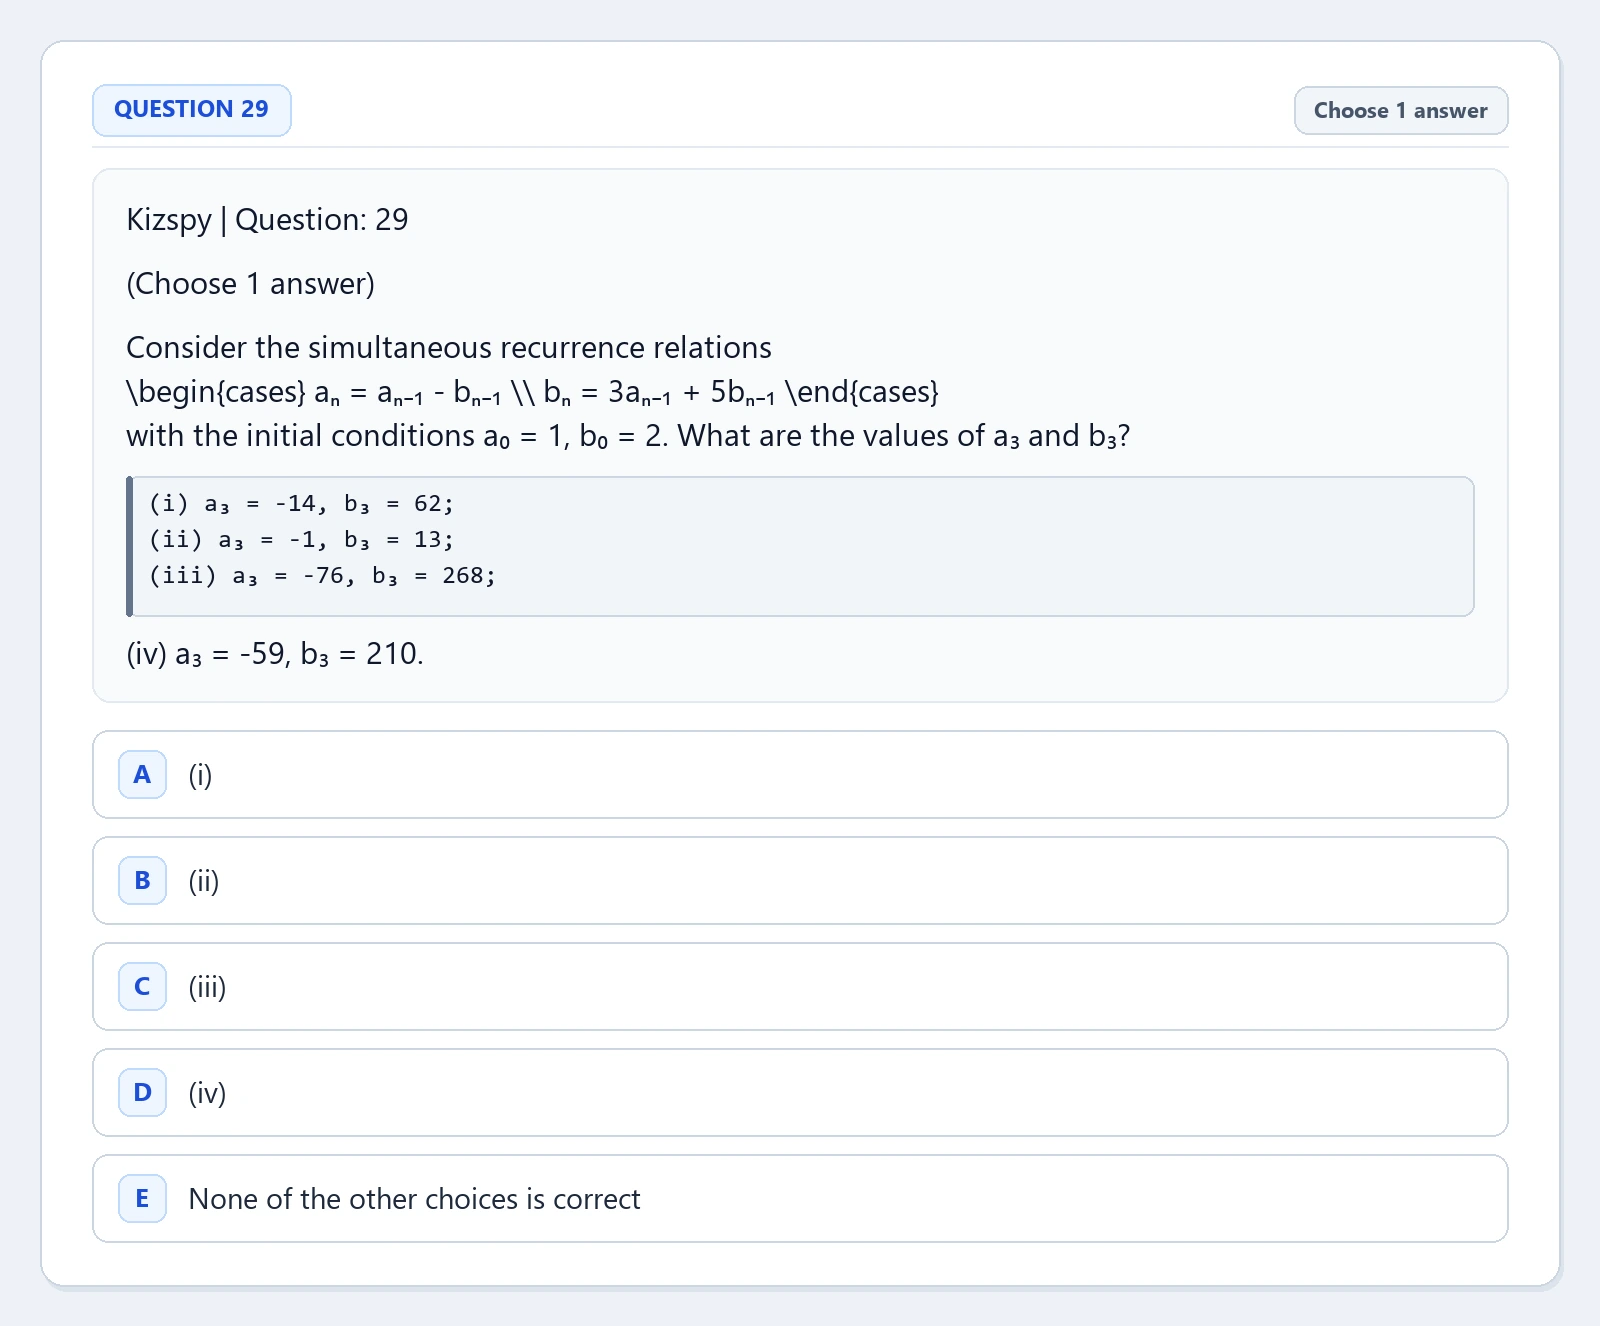 QUESTION 29
Choose 1 answer
Kizspy | Question: 29
(Choose 1 answer)
Consider the simultaneous recurrence relations
\begin{cases} aₙ = aₙ₋₁ - bₙ₋₁ \\ bₙ = 3aₙ₋₁ + 5bₙ₋₁ \end{cases}
with the initial conditions a₀ = 1, b₀ = 2. What are the values of a₃ and b₃?
(i) a₃ = -14, b₃ = 62;
(ii) a₃ = -1, b₃ = 13;
(iii) a₃ = -76, b₃ = 268;
(iv) a₃ = -59, b₃ = 210.
A (i)
B (ii)
C (iii)
D (iv)
E None of the other choices is correct